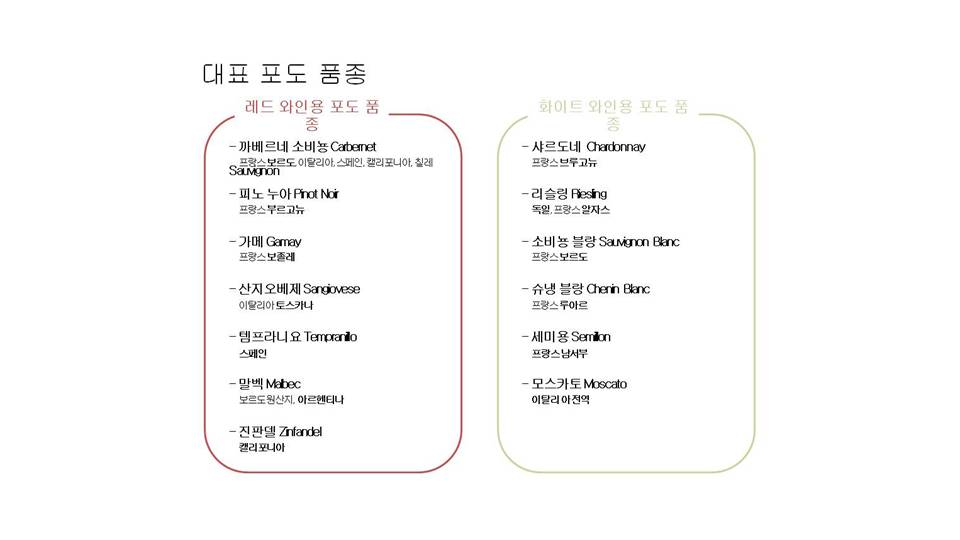 대표 포도 품종
레드 와인용 포도 품
종
– 까베르네 소비뇽 Carbernet
프랑스 보르도, 이탈리아, 스페인, 캘리포니아, 칠레
Sauvignon
– 피노 누아 Pinot Noir
프랑스 부르고뉴
– 가메 Gamay
프랑스 보졸레
– 산지오베제 Sangiovese
이탈리아 토스카나
– 템프라니요 Tempranillo
스페인
– 말벡 Malbec
보르도 원산지, 아르헨티나
– 진판델 Zinfandel
캘리포니아
화이트 와인용 포도 품
종
– 샤르도네 Chardonnay
프랑스 브루고뉴
– 리슬링 Riesling
독일, 프랑스 알자스
– 소비뇽 블랑 Sauvignon Blanc
프랑스 보르도
– 슈냉 블랑 Chenin Blanc
프랑스 루아르
– 세미용 Semillon
프랑스 남서부
– 모스카토 Moscato
이탈리아 전역